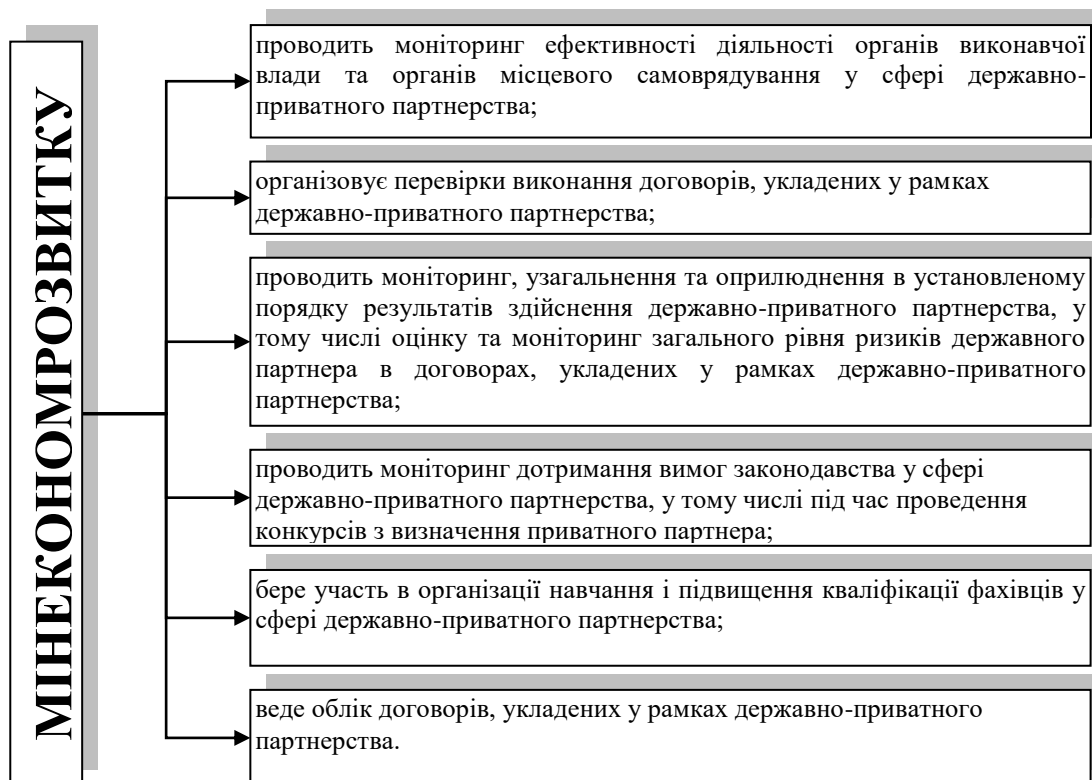 МІНЕКОНОМРОЗВИТКУ
проводить моніторинг ефективності діяльності органів виконавчої
влади та органів місцевого самоврядування у сфері державно-
приватного партнерства;
організовує перевірки виконання договорів, укладених у рамках
державно-приватного партнерства;
проводить моніторинг, узагальнення та оприлюднення в установленому
порядку результатів здійснення державно-приватного партнерства, у
тому числі оцінку та моніторинг загального рівня ризиків державного
партнера в договорах, укладених у рамках державно-приватного
партнерства;
проводить моніторинг дотримання вимог законодавства у сфері
державно-приватного партнерства, у тому числі під час проведення
конкурсів з визначення приватного партнера;
бере участь в організації навчання і підвищення кваліфікації фахівців у
сфері державно-приватного партнерства;
веде облік договорів, укладених у рамках державно-приватного
партнерства.